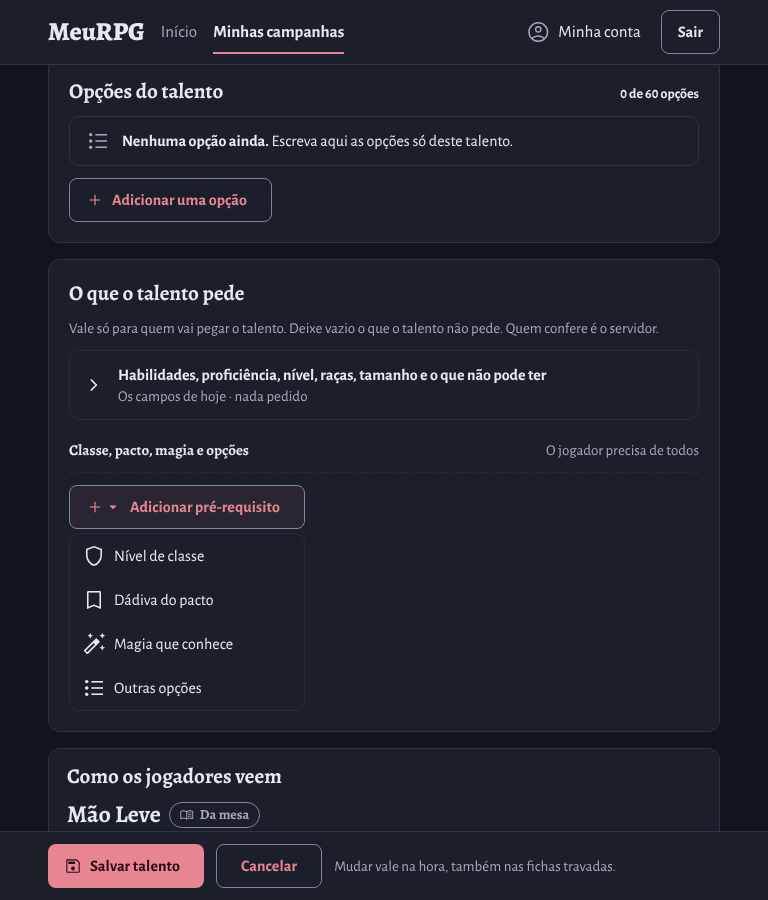 MeuRPG Início Minhas campanhas Minha conta Sair
Opções do talento 0 de 60 opções
Nenhuma opção ainda. Escreva aqui as opções só deste talento.
Adicionar uma opção
O que o talento pede
Vale só para quem vai pegar o talento. Deixe vazio o que o talento não pede. Quem confere é o servidor.
Habilidades, proficiência, nível, raças, tamanho e o que não pode ter
Os campos de hoje · nada pedido
Classe, pacto, magia e opções O jogador precisa de todos
Adicionar pré-requisito
Nível de classe
Dádiva do pacto
Magia que conhece
Outras opções
Como os jogadores veem
Mão Leve Da mesa
Salvar talento Cancelar Mudar vale na hora, também nas fichas travadas.